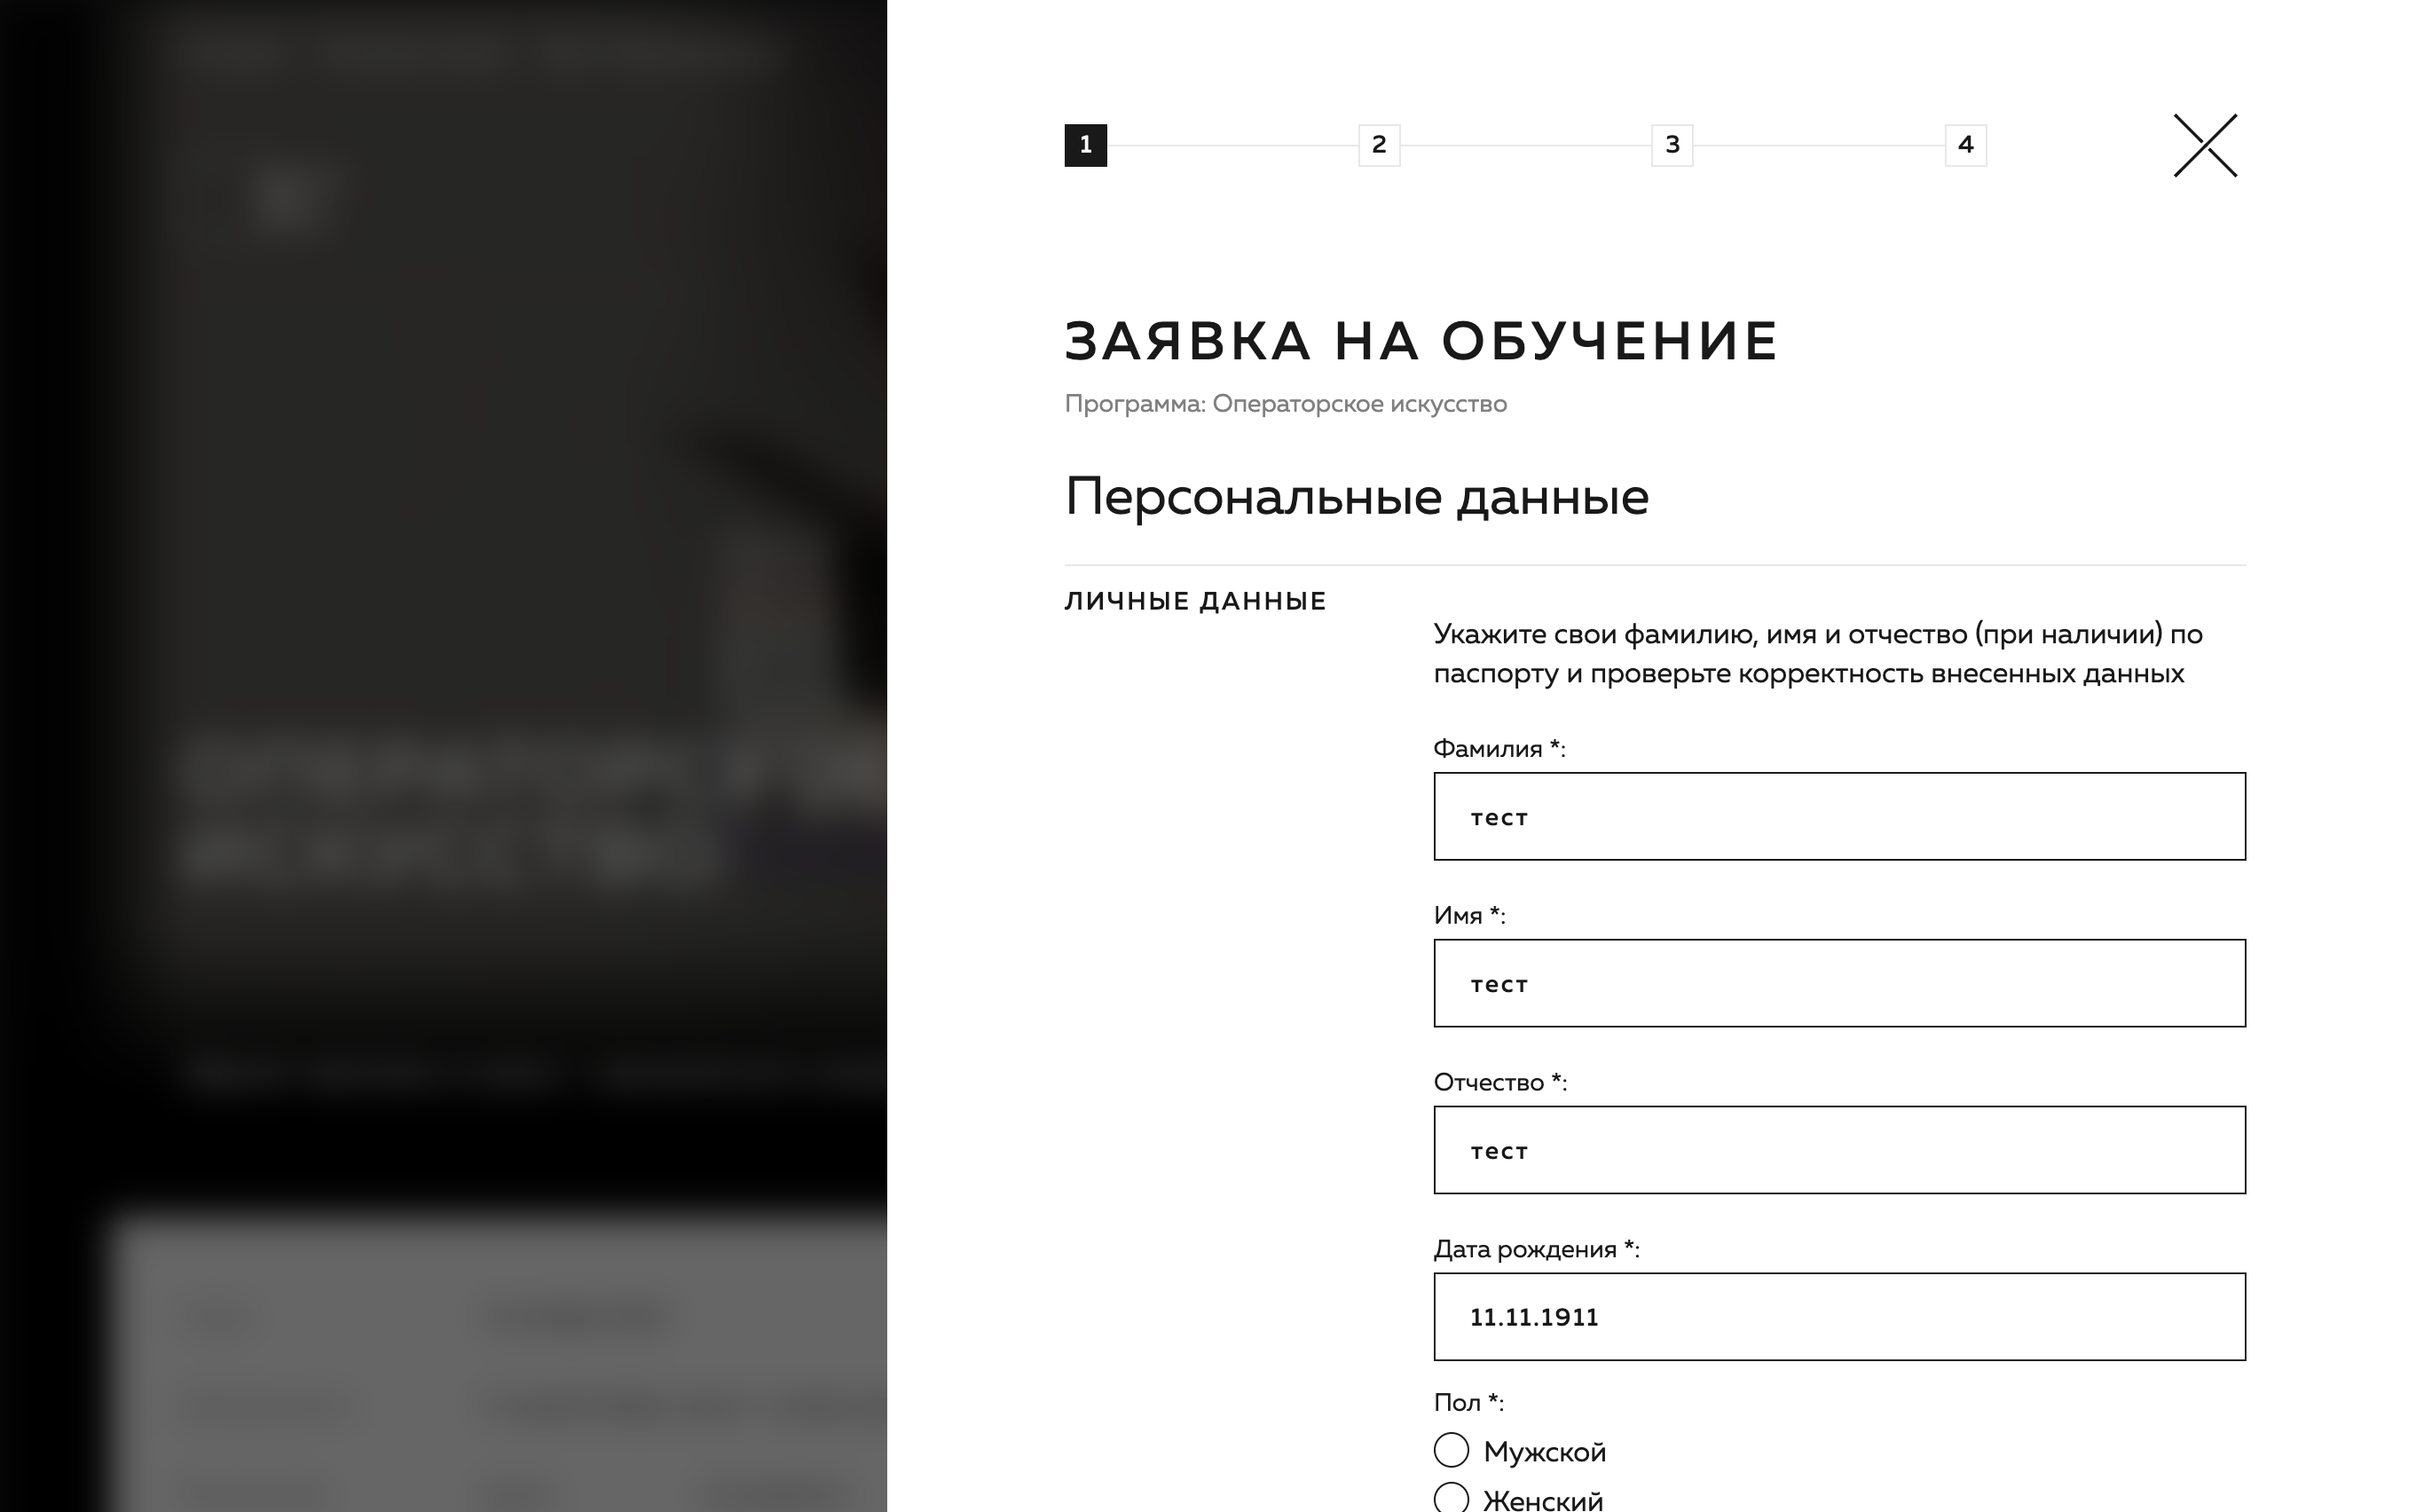 1
2
3
4
ЗАЯВКА НА ОБУЧЕНИЕ
Программа: Операторское искусство
Персональные данные
ЛИЧНЫЕ ДАННЫЕ
Укажите свои фамилию, имя и отчество (при наличии) по
паспорту и проверьте корректность внесенных данных
Фамилия *:
тест
Имя *:
тест
Отчество *:
тест
Дата рождения *:
11.11.1911
Пол *:
Мужской
Женский